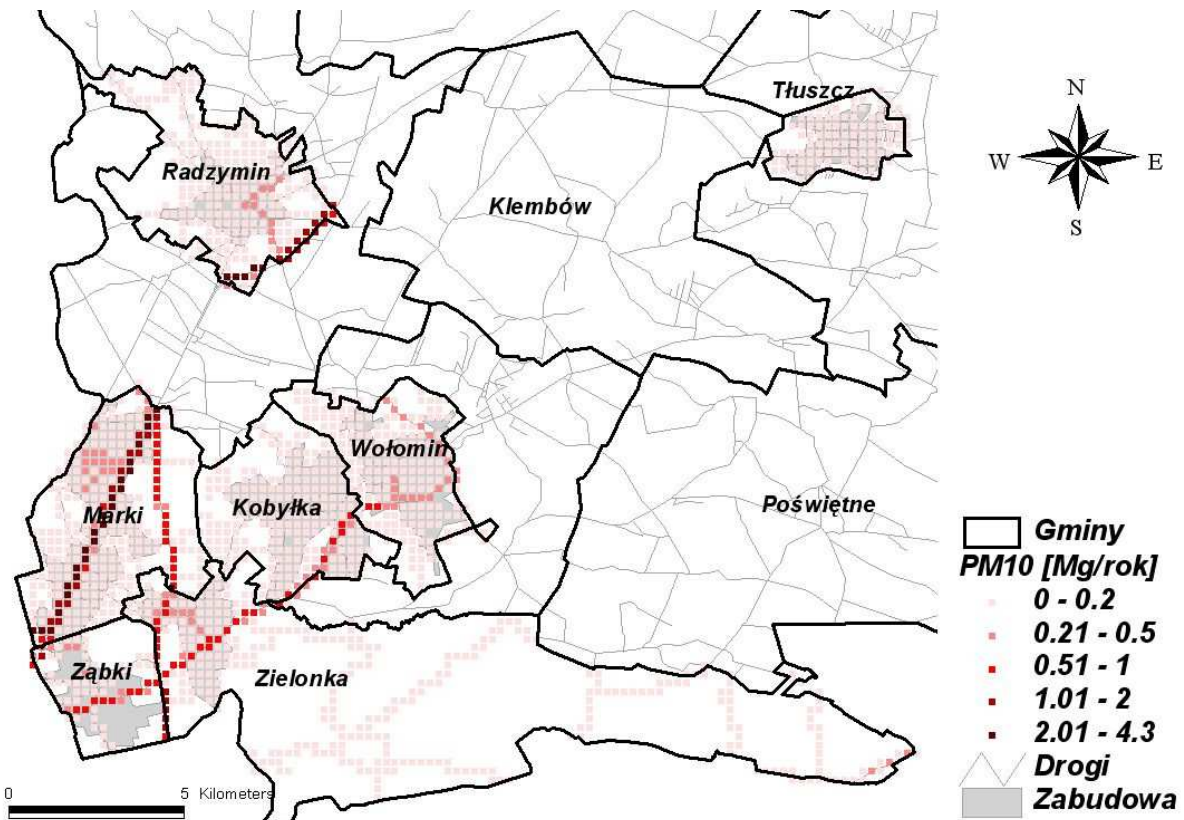 Tłuszcz
N
W E
S
Radzymin
Klembów
Wołomin
Marki
Kobyłka
Poświętne
Ząbki
Zielonka
0 5 Kilometers
Gminy
PM10 [Mg/rok]
0 - 0.2
0.21 - 0.5
0.51 - 1
1.01 - 2
2.01 - 4.3
Drogi
Zabudowa